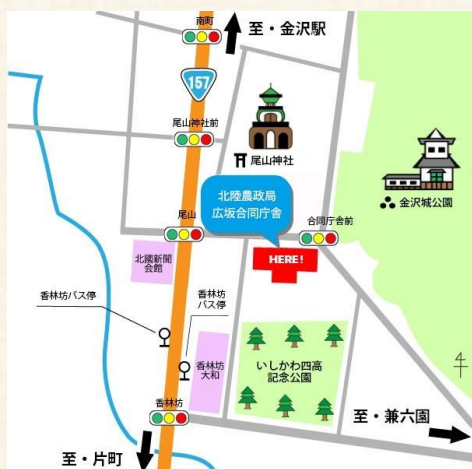 南町
至・金沢駅
157
尾山神社前
尾山神社
金沢城公園
北陸農政局
広坂合同庁舎
尾山
合同庁舎前
HERE!
北國新聞
会館
香林坊バス停
香林坊
バス停
香林坊
大和
いしかわ四高
記念公園
香林坊
至・兼六園
至・片町